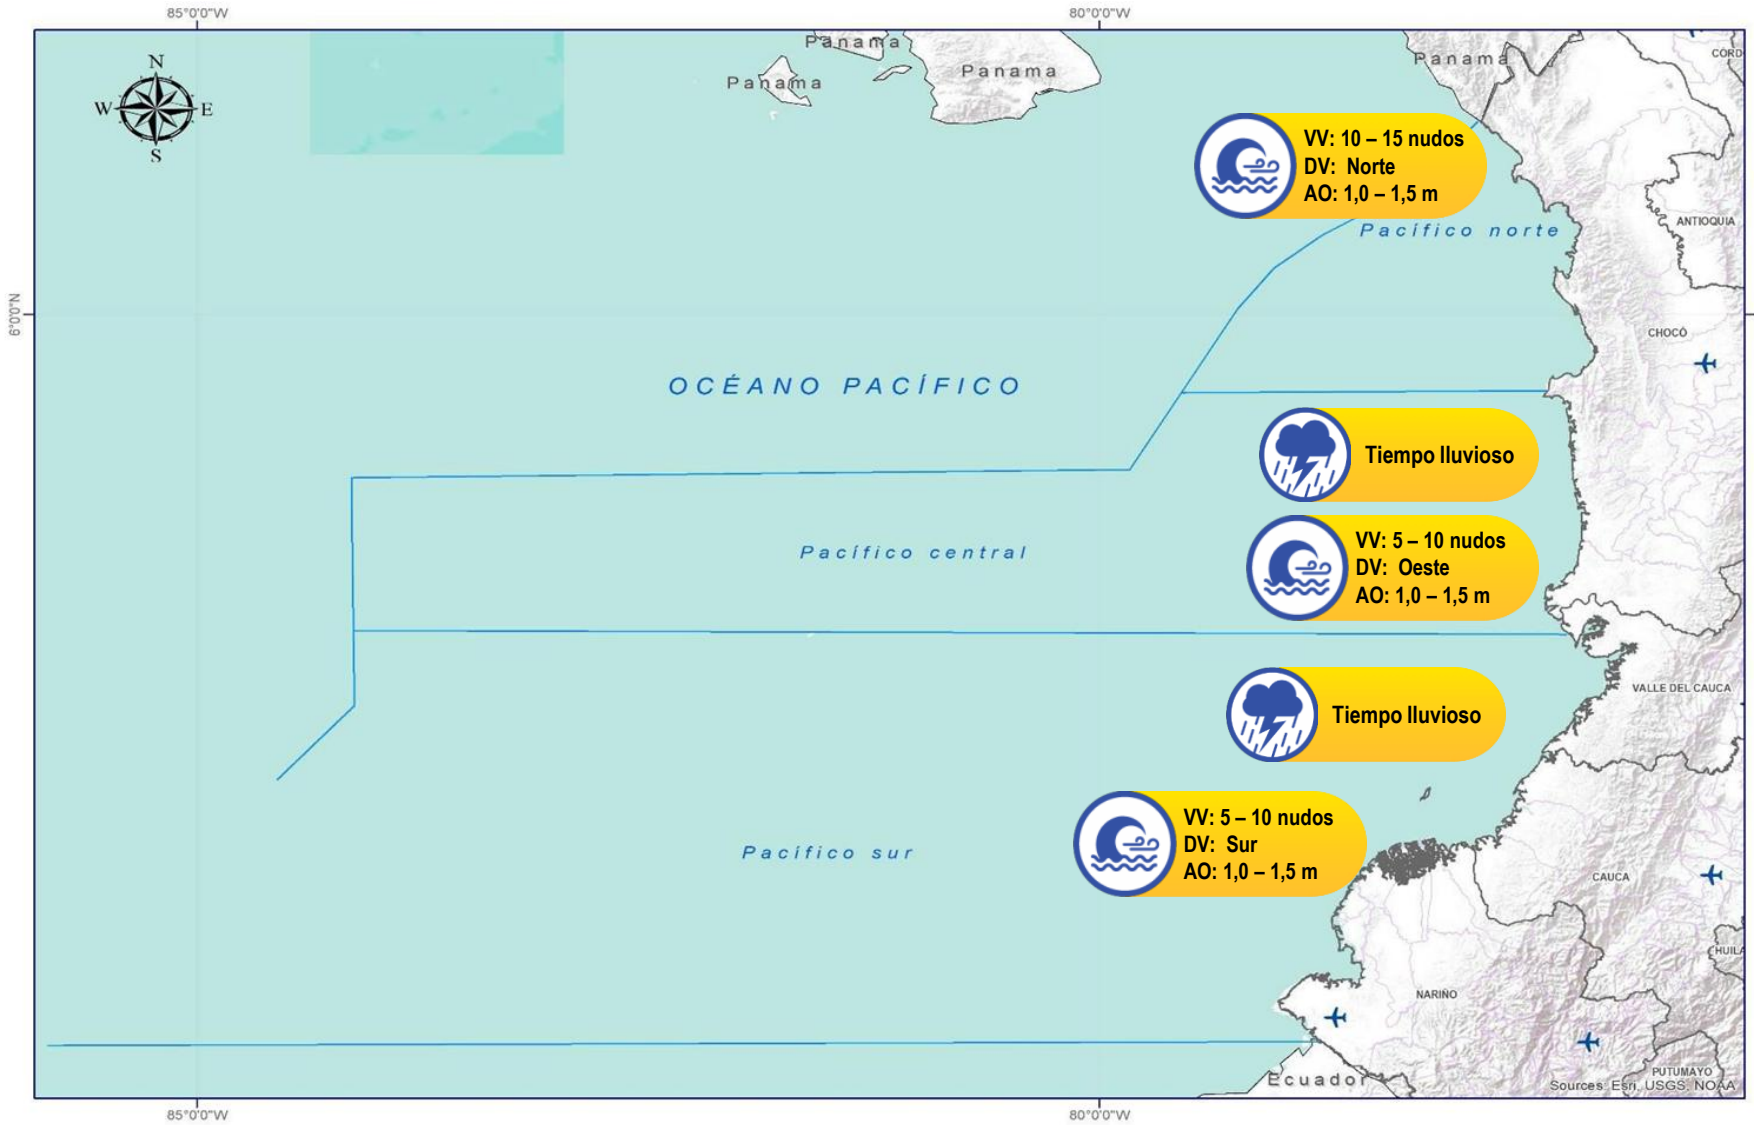 85°0'0"W
80°0'0"W
N
W
E
S
Panama
Panama
Panama
Panama
CORD
VV: 10 – 15 nudos
DV: Norte
AO: 1,0 – 1,5 m
Pacífico norte
ANTIOQUIA
6°0'0"N
CHOCÓ
OCÉANO PACÍFICO
Tiempo lluvioso
Pacífico central
VV: 5 – 10 nudos
DV: Oeste
AO: 1,0 – 1,5 m
VALLE DEL CAUCA
Tiempo lluvioso
VV: 5 – 10 nudos
DV: Sur
AO: 1,0 – 1,5 m
Pacífico sur
CAUCA
HUILA
NARIÑO
Ecuador
PUTUMAYO
Sources: Esri, USGS, NOAA
85°0'0"W
80°0'0"W